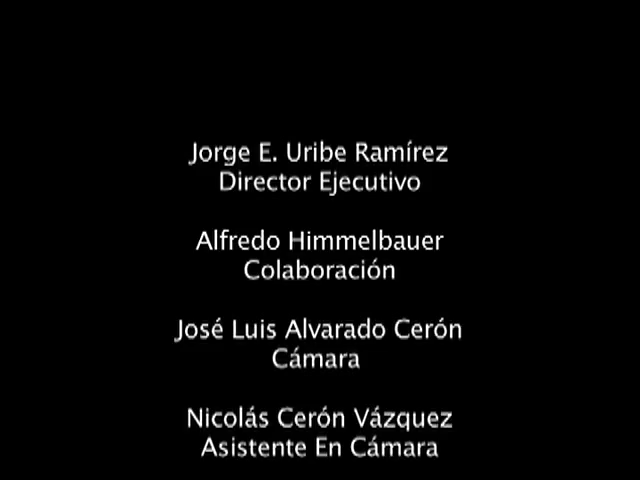 Jorge E. Uribe Ramírez
Director Ejecutivo
Alfredo Himmelbauer
Colaboración
José Luis Alvarado Cerón
Cámara
Nicolás Cerón Vázquez
Asistente En Cámara